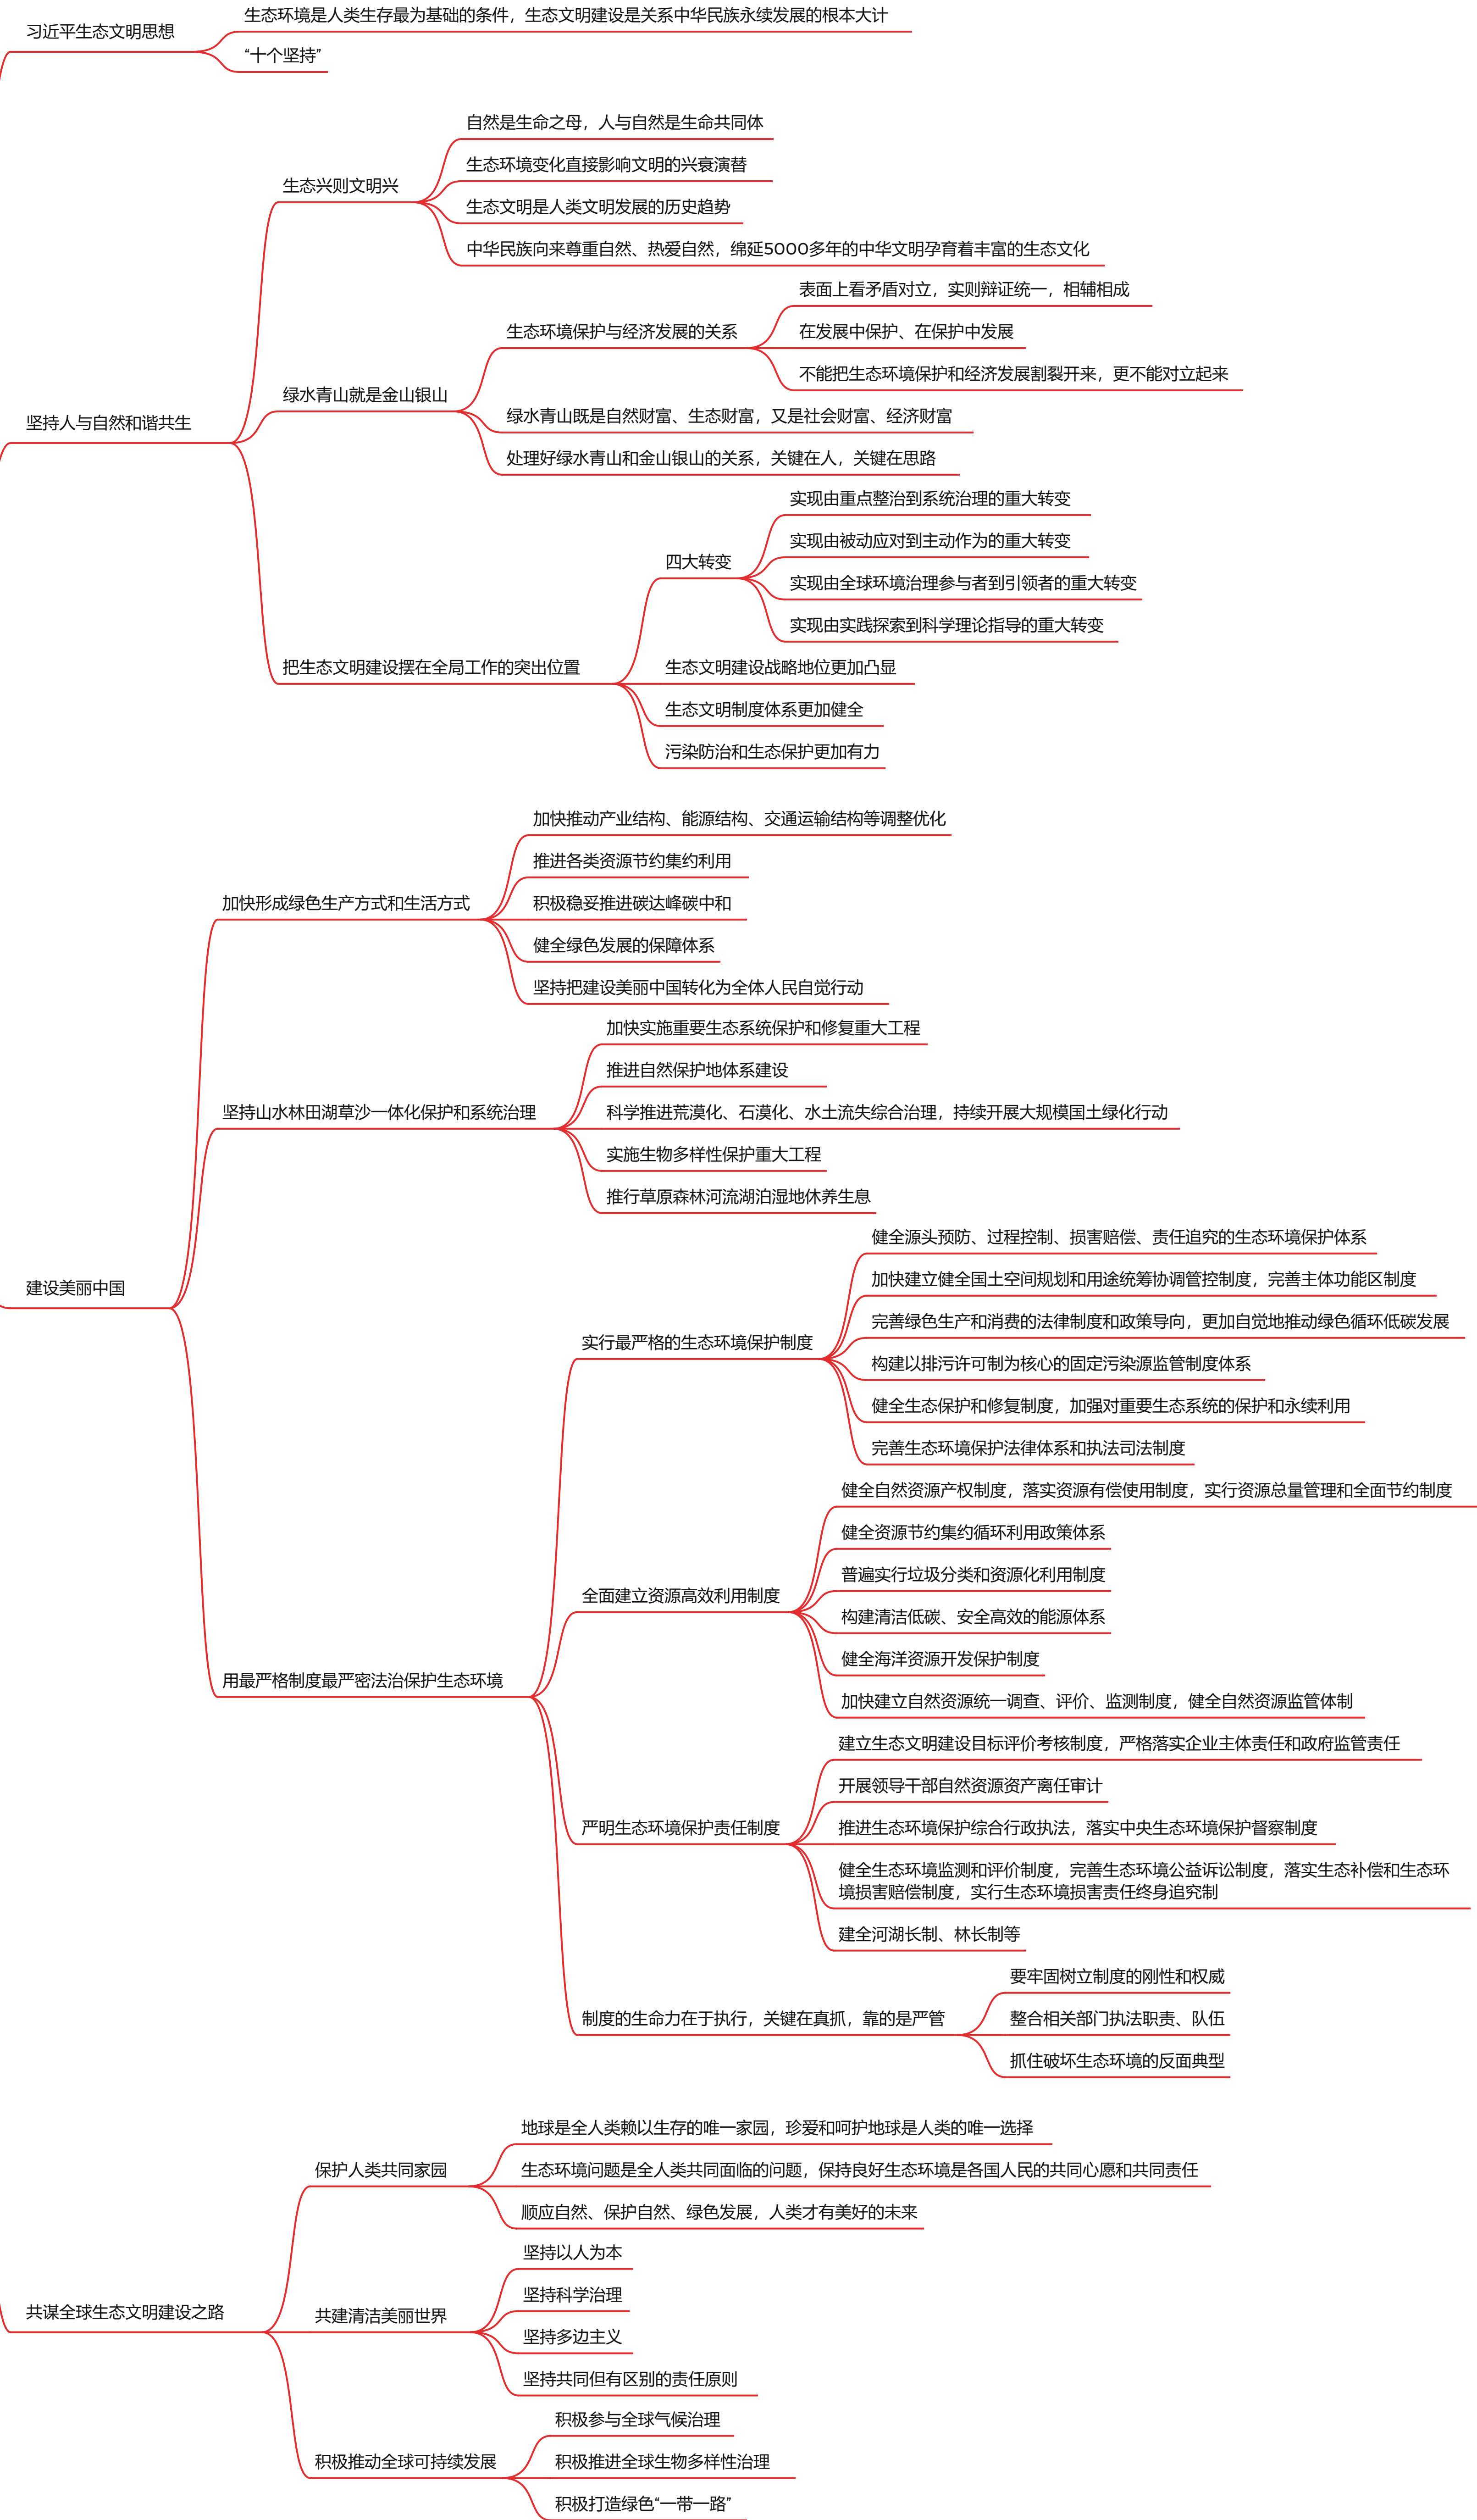 习近平生态文明思想
生态环境是人类生存最为基础的条件，生态文明建设是关系中华民族永续发展的根本大计
“十个坚持”
坚持人与自然和谐共生
生态兴则文明兴
自然是生命之母，人与自然是生命共同体
生态环境变化直接影响文明的兴衰演替
生态文明是人类文明发展的历史趋势
中华民族向来尊重自然、热爱自然，绵延5000多年的中华文明孕育着丰富的生态文化
绿水青山就是金山银山
生态环境保护与经济发展的关系
表面上看矛盾对立，实则辩证统一，相辅相成
在发展中保护、在保护中发展
不能把生态环境保护和经济发展割裂开来，更不能对立起来
绿水青山既是自然财富、生态财富，又是社会财富、经济财富
处理好绿水青山和金山银山的关系，关键在人，关键在思路
把生态文明建设摆在全局工作的突出位置
四大转变
实现由重点整治到系统治理的重大转变
实现由被动应对到主动作为的重大转变
实现由全球环境治理参与者到引领者的重大转变
实现由实践探索到科学理论指导的重大转变
生态文明建设战略地位更加凸显
生态文明制度体系更加健全
污染防治和生态保护更加有力
建设美丽中国
加快形成绿色生产方式和生活方式
加快推动产业结构、能源结构、交通运输结构等调整优化
推进各类资源节约集约利用
积极稳妥推进碳达峰碳中和
健全绿色发展的保障体系
坚持把建设美丽中国转化为全体人民自觉行动
坚持山水林田湖草沙一体化保护和系统治理
加快实施重要生态系统保护和修复重大工程
推进自然保护地体系建设
科学推进荒漠化、石漠化、水土流失综合治理，持续开展大规模国土绿化行动
实施生物多样性保护重大工程
推行草原森林河流湖泊湿地休养生息
用最严格制度最严密法治保护生态环境
实行最严格的生态环境保护制度
健全源头预防、过程控制、损害赔偿、责任追究的生态环境保护体系
加快建立健全国土空间规划和用途统筹协调管控制度，完善主体功能区制度
完善绿色生产和消费的法律制度和政策导向，更加自觉地推动绿色循环低碳发展
构建以排污许可制为核心的固定污染源监管制度体系
健全生态保护和修复制度，加强对重要生态系统的保护和永续利用
完善生态环境保护法律体系和执法司法制度
全面建立资源高效利用制度
健全自然资源产权制度，落实资源有偿使用制度，实行资源总量管理和全面节约制度
健全资源节约集约循环利用政策体系
普遍实行垃圾分类和资源化利用制度
构建清洁低碳、安全高效的能源体系
健全海洋资源开发保护制度
加快建立自然资源统一调查、评价、监测制度，健全自然资源监管体制
严明生态环境保护责任制度
建立生态文明建设目标评价考核制度，严格落实企业主体责任和政府监管责任
开展领导干部自然资源资产离任审计
推进生态环境保护综合行政执法，落实中央生态环境保护督察制度
健全生态环境监测和评价制度，完善生态环境公益诉讼制度，落实生态补偿和生态环
境损害赔偿制度，实行生态环境损害责任终身追究制
建全河湖长制、林长制等
制度的生命力在于执行，关键在真抓，靠的是严管
要牢固树立制度的刚性和权威
整合相关部门执法职责、队伍
抓住破坏生态环境的反面典型
共谋全球生态文明建设之路
保护人类共同家园
地球是全人类赖以生存的唯一家园，珍爱和呵护地球是人类的唯一选择
生态环境问题是全人类共同面临的问题，保持良好生态环境是各国人民的共同心愿和共同责任
顺应自然、保护自然、绿色发展，人类才有美好的未来
共建清洁美丽世界
坚持以人为本
坚持科学治理
坚持多边主义
坚持共同但有区别的责任原则
积极推动全球可持续发展
积极参与全球气候治理
积极推进全球生物多样性治理
积极打造绿色“一带一路”